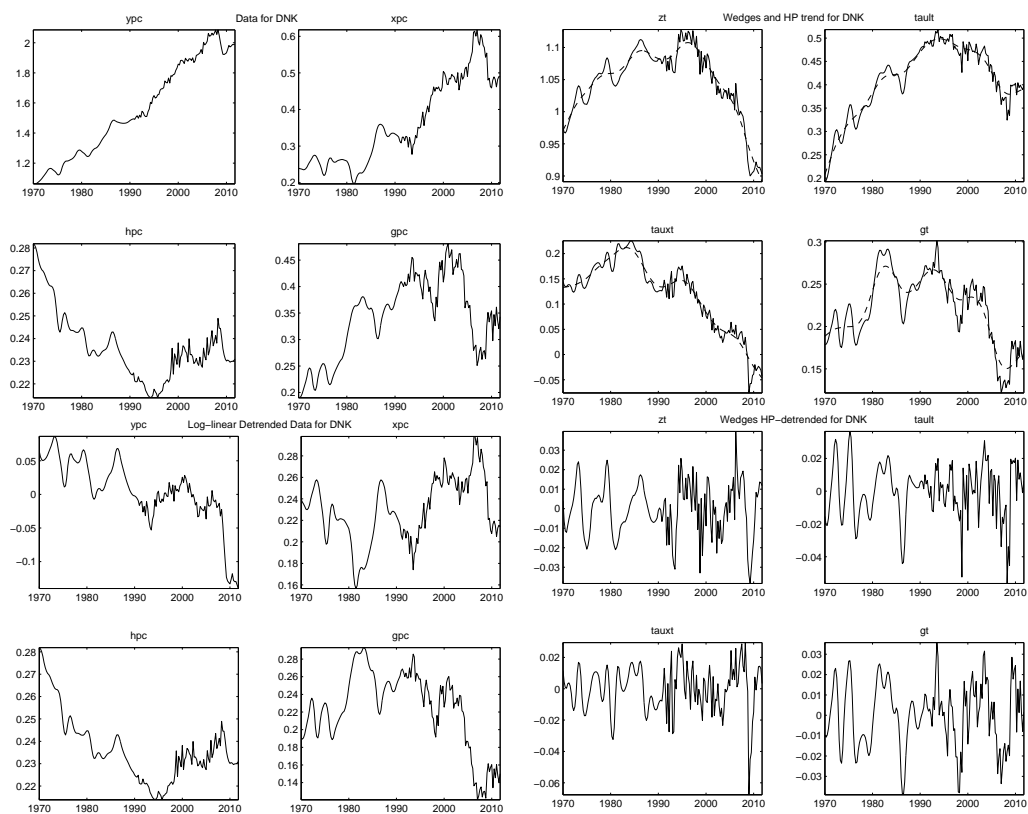 Data for DNK
ypc
2
1.8
1.6
1.4
1.2
1970 1980 1990 2000 2010
xpc
0.6
0.5
0.4
0.3
0.2
1970 1980 1990 2000 2010
hpc
0.28
0.27
0.26
0.25
0.24
0.23
0.22
1970 1980 1990 2000 2010
gpc
0.45
0.4
0.35
0.3
0.25
0.2
1970 1980 1990 2000 2010
Wedges and HP trend for DNK
zt
1.1
1.05
1
0.95
0.9
1970 1980 1990 2000 2010
tault
0.5
0.45
0.4
0.35
0.3
0.25
0.2
1970 1980 1990 2000 2010
tauxt
0.2
0.15
0.1
0.05
0
−0.05
1970 1980 1990 2000 2010
gt
0.3
0.25
0.2
0.15
1970 1980 1990 2000 2010
Log−linear Detrended Data for DNK
ypc
0.05
0
−0.05
−0.1
1970 1980 1990 2000 2010
xpc
0.28
0.26
0.24
0.22
0.2
0.18
0.16
1970 1980 1990 2000 2010
hpc
0.28
0.27
0.26
0.25
0.24
0.23
0.22
1970 1980 1990 2000 2010
gpc
0.28
0.26
0.24
0.22
0.2
0.18
0.16
0.14
0.12
1970 1980 1990 2000 2010
Wedges HP−detrended for DNK
zt
0.03
0.02
0.01
0
−0.01
−0.02
−0.03
1970 1980 1990 2000 2010
tault
0.02
0
−0.02
−0.04
1970 1980 1990 2000 2010
tauxt
0.02
0
−0.02
−0.04
−0.06
1970 1980 1990 2000 2010
gt
0.03
0.02
0.01
0
−0.01
−0.02
−0.03
1970 1980 1990 2000 2010